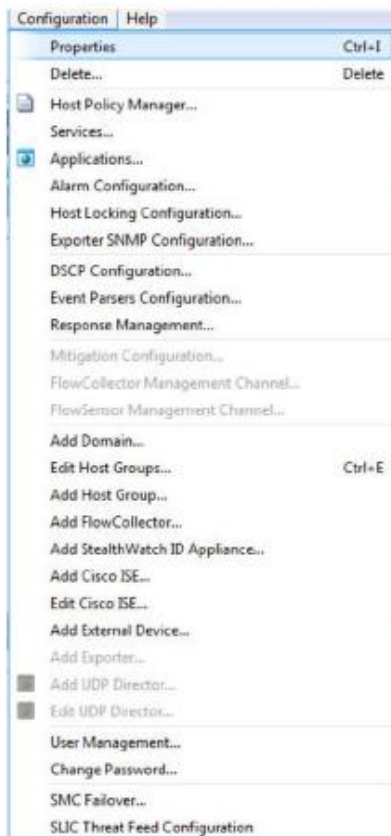 Configuration Help
Properties Ctrl+I
Delete... Delete
Host Policy Manager...
Services...
Applications...
Alarm Configuration...
Host Locking Configuration...
Exporter SNMP Configuration...
DSCP Configuration...
Event Parsers Configuration...
Response Management...
Mitigation Configuration...
FlowCollector Management Channel...
FlowSensor Management Channel...
Add Domain...
Edit Host Groups... Ctrl+E
Add Host Group...
Add FlowCollector...
Add StealthWatch ID Appliance...
Add Cisco ISE...
Edit Cisco ISE...
Add External Device...
Add Exporter...
Add UDP Director...
Edit UDP Director...
User Management...
Change Password...
SMC Failover...
SLIC Threat Feed Configuration